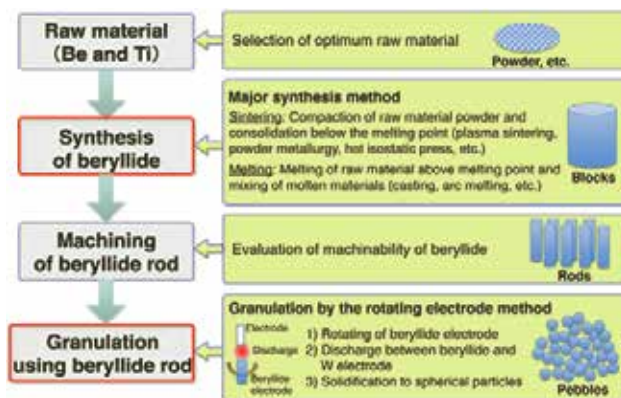 Raw material
(Be and Ti)
Selection of optimum raw material
Powder, etc.
Synthesis
of beryllide
Major synthesis method
Sintering: Compaction of raw material powder and
consolidation below the melting point (plasma sintering,
powder metallurgy, hot isostatic press, etc.)
Melting: Melting of raw material above melting point and
mixing of molten materials (casting, arc melting, etc.)
Blocks
Machining
of beryllide rod
Evaluation of machinability of beryllide
Rods
Granulation
using beryllide rod
Granulation by the rotating electrode method
Electrode
Discharge
Beryllide
electrode
1) Rotating of beryllide electrode
2) Discharge between beryllide and
W electrode
3) Solidification to spherical particles
Pebbles